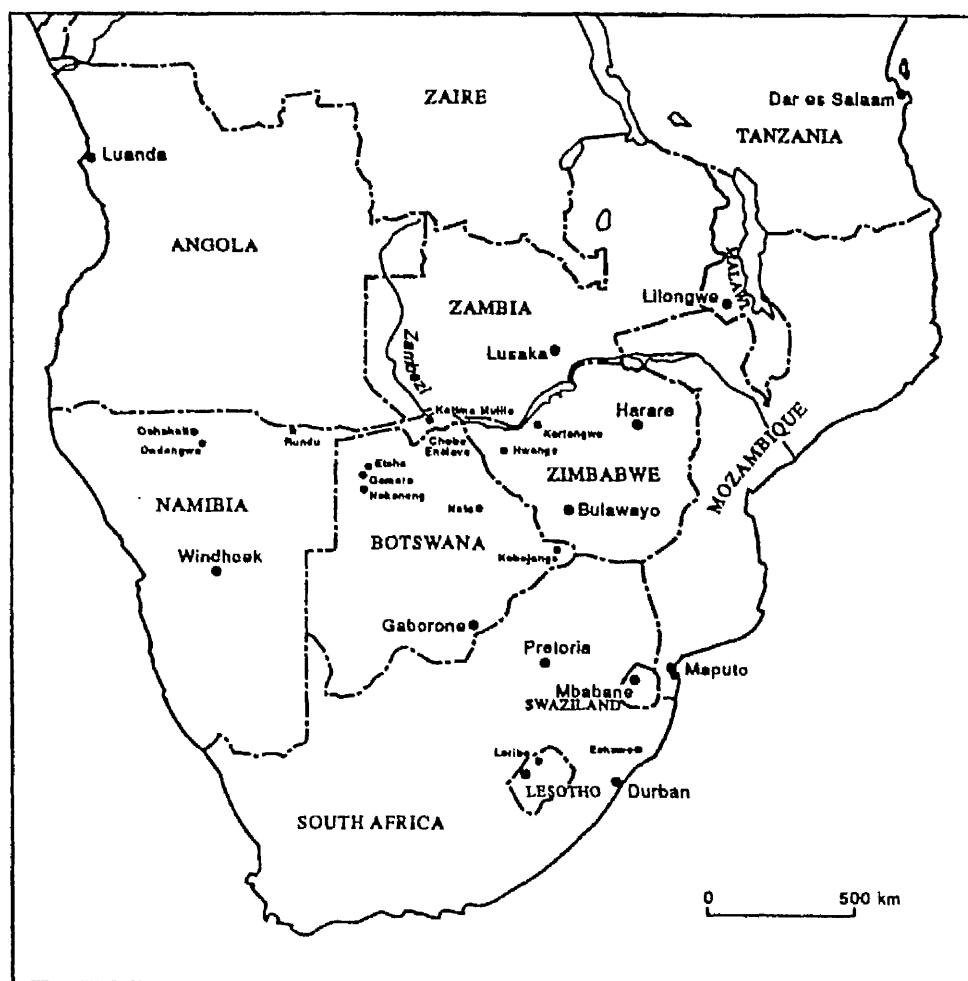 ZAIRE
Dar es Salaam
TANZANIA
Luanda
ANGOLA
MALAWI
Lilongwe
ZAMBIA
Lusaka
Zambezi
Katima Mulilo
Harare
Oshakati
Rundu
Chobe
Enclave
Kariangwe
Ondangwa
Hwange
Etsha
Gomare
Nokaneng
ZIMBABWE
MOZAMBIQUE
NAMIBIA
Nata
Bulawayo
BOTSWANA
Kobojango
Windhoek
Gaborone
Pretoria
Maputo
Mbabane
SWAZILAND
Leribe
Eshowe
LESOTHO
Durban
SOUTH AFRICA
0 500 km